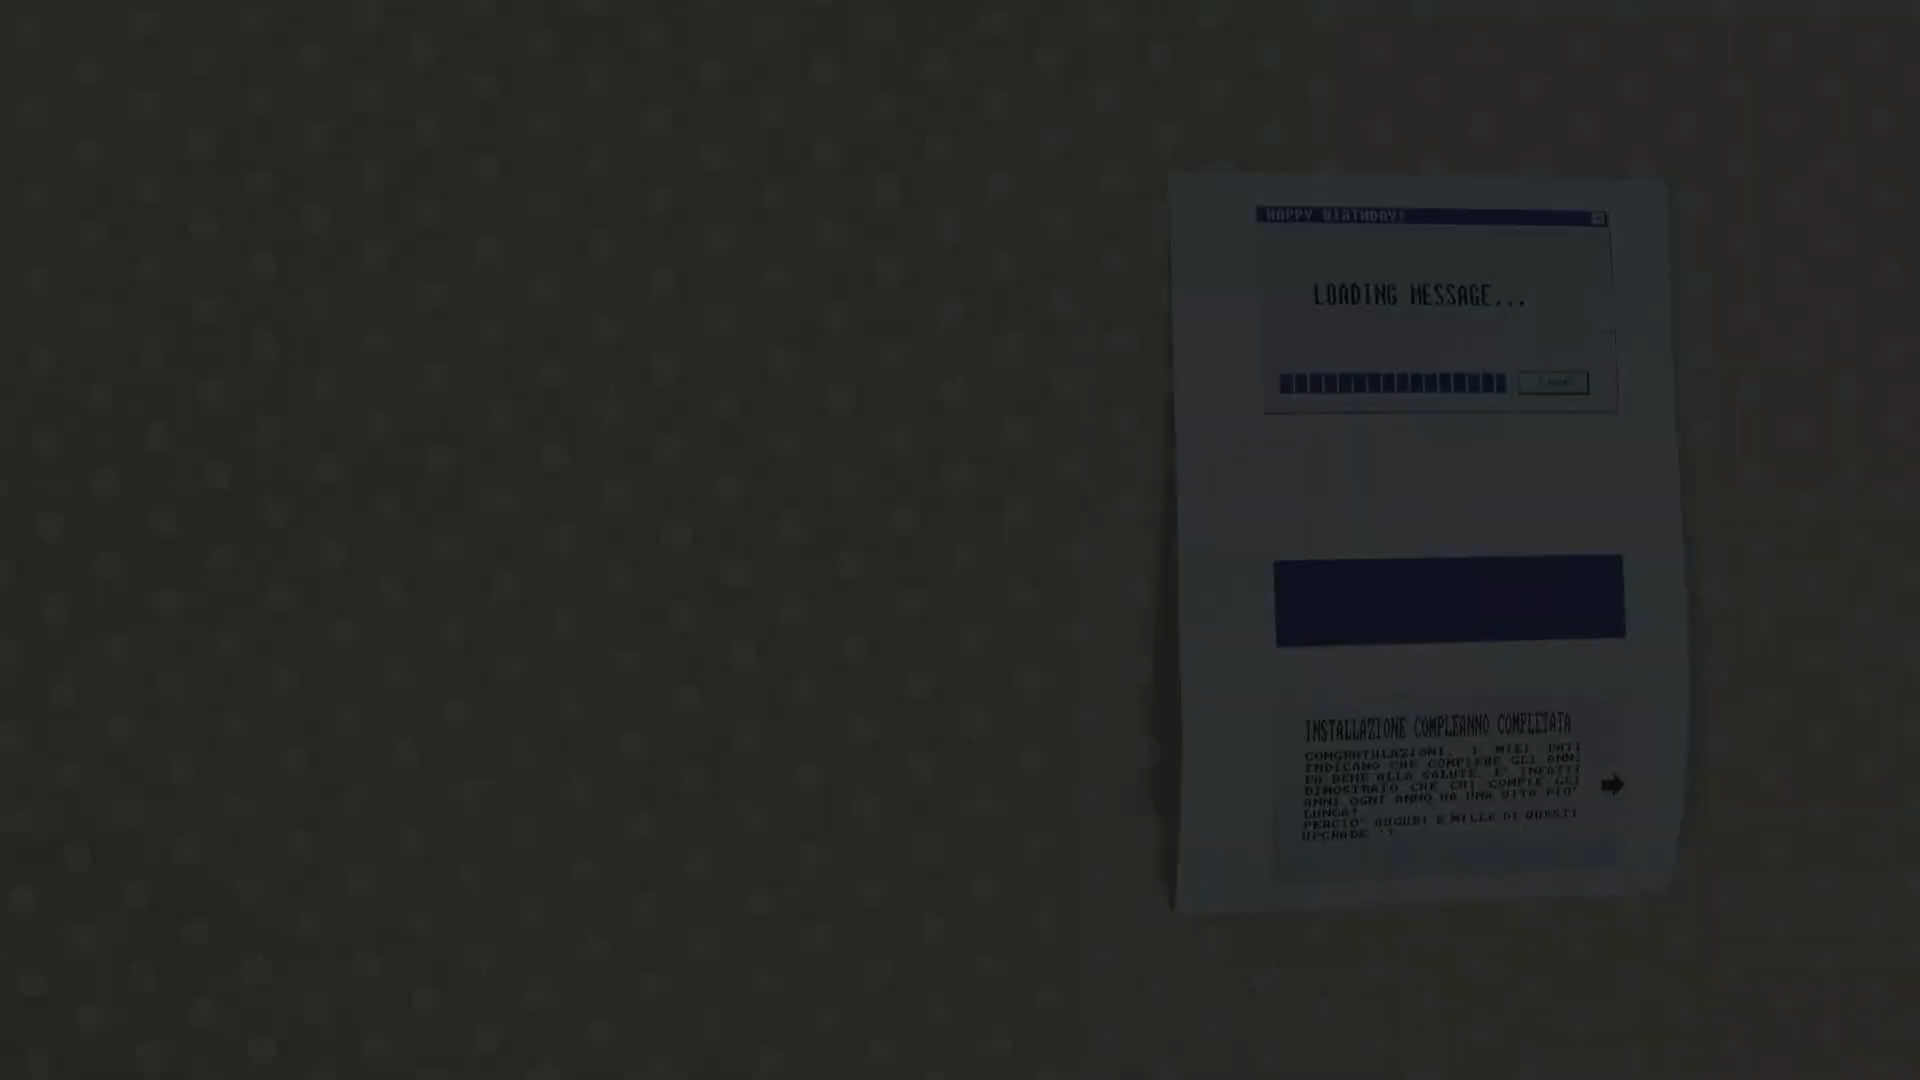 HAPPY BIRTHDAY!
LOADING MESSAGE...
INSTALLAZIONE COMPLEANNO COMPLETATA
CONGRATULAZIONI, I MIEI DATI
INDICANO CHE COMPIERE GLI ANNI
FA BENE ALLA SALUTE. E' INFATTI
DIMOSTRATO CHE CHI COMPIE GLI
ANNI OGNI ANNO HA UNA VITA PIU'
LUNGA!
PERCIO' AUGURI E MILLE DI QUESTI
UPGRADE